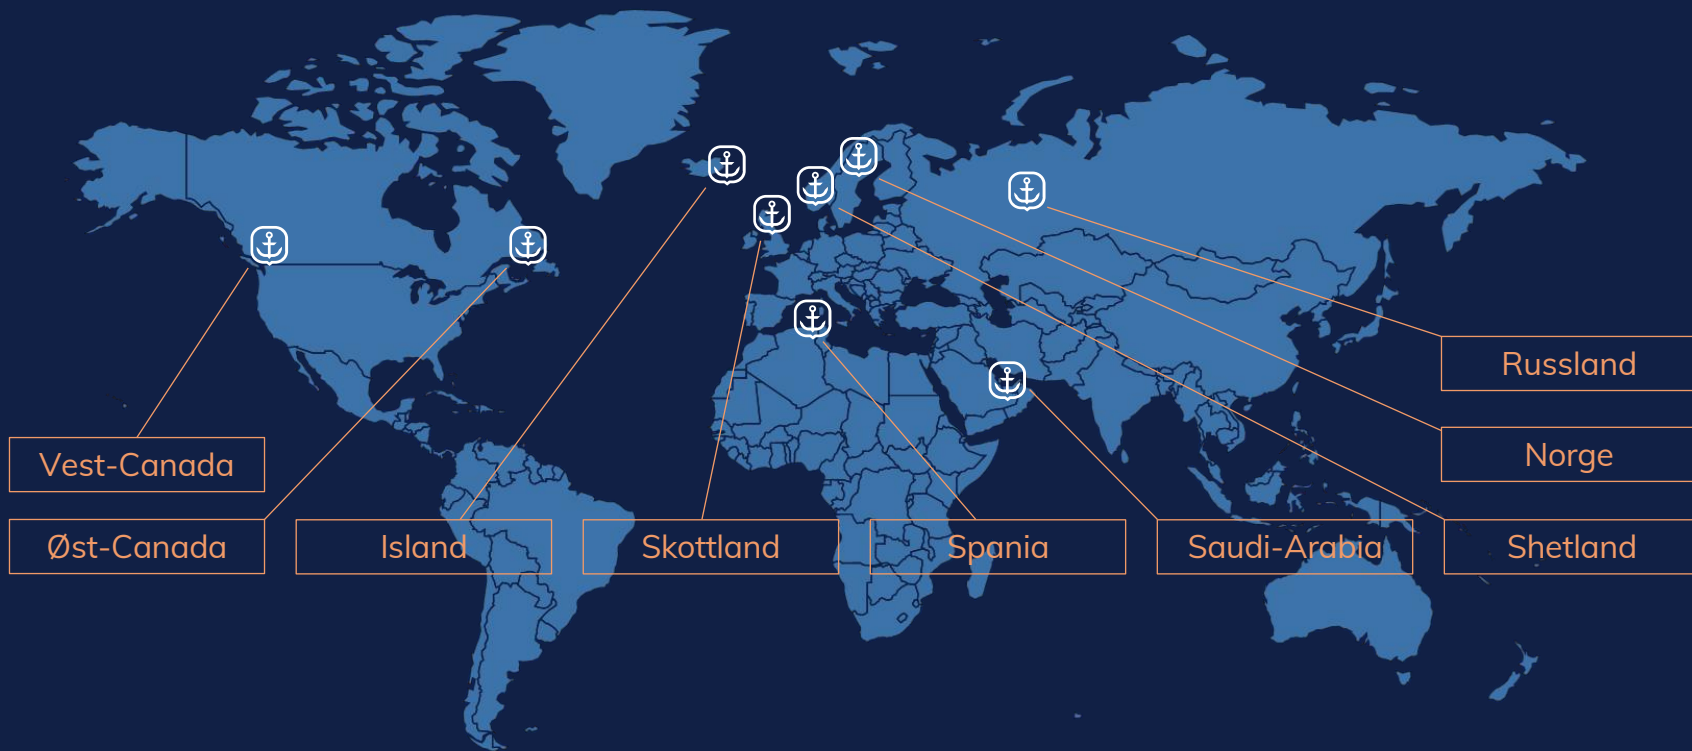 Russland
Norge
Vest-Canada
Øst-Canada
Island
Skottland
Spania
Saudi-Arabia
Shetland